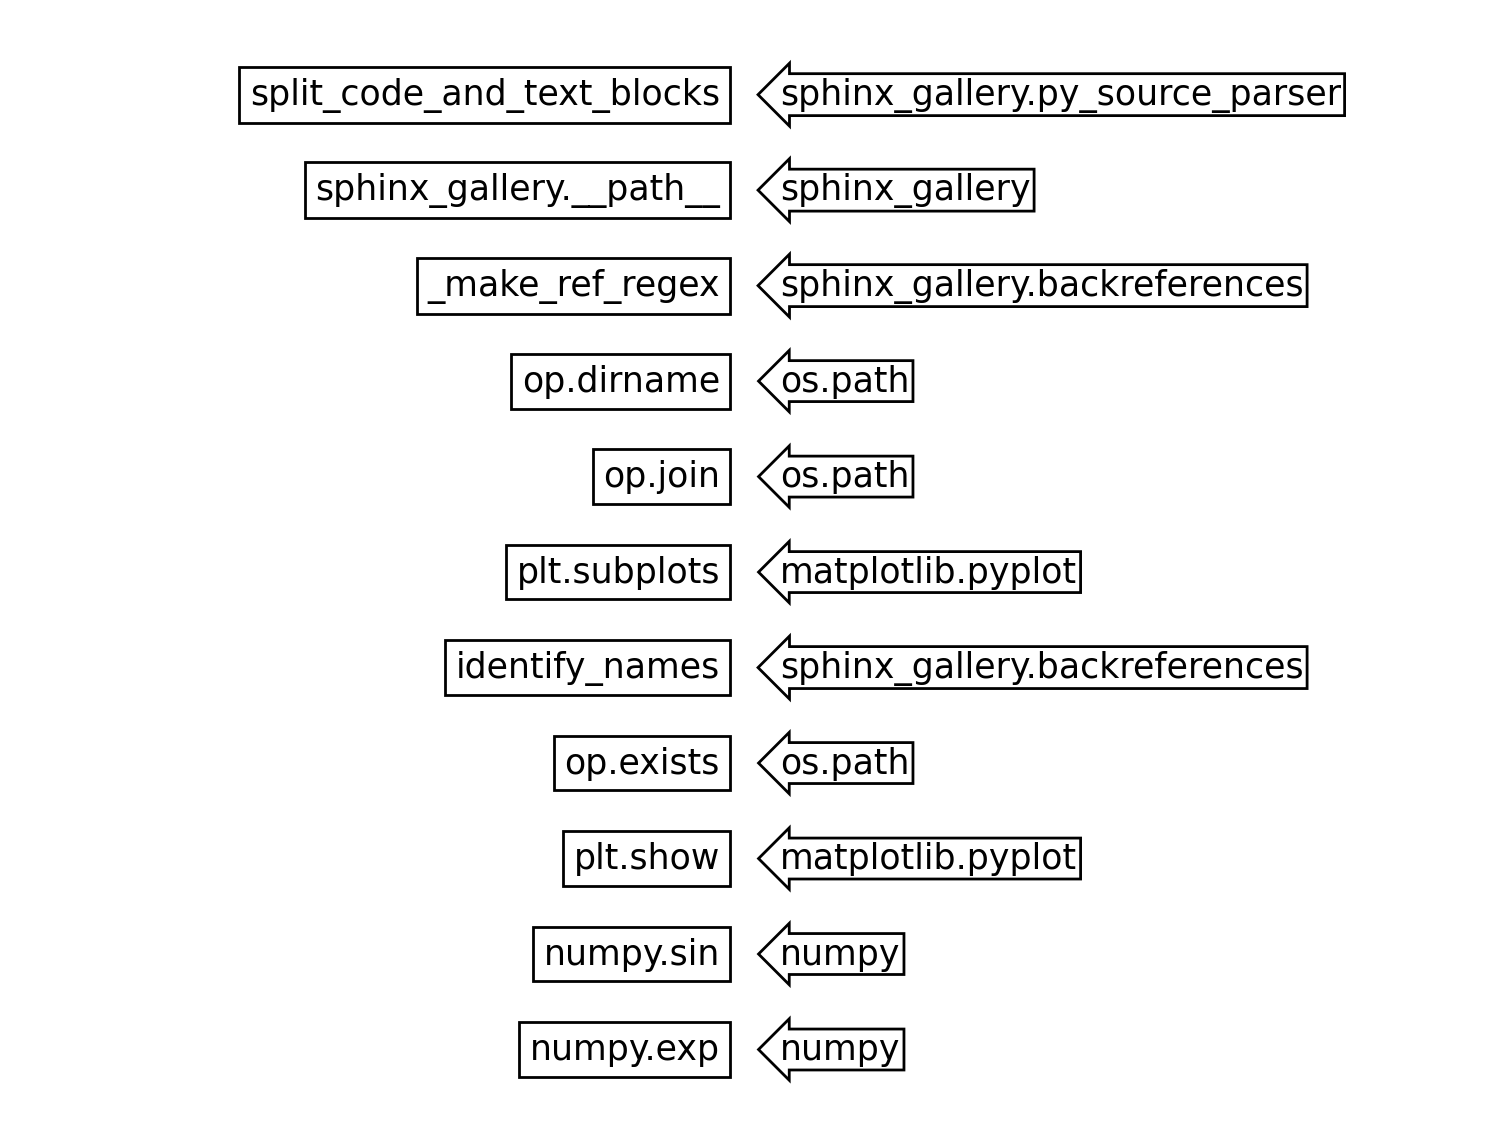 split_code_and_text_blocks sphinx_gallery.py_source_parser
sphinx_gallery.__path__ sphinx_gallery
_make_ref_regex sphinx_gallery.backreferences
op.dirname os.path
op.join os.path
plt.subplots matplotlib.pyplot
identify_names sphinx_gallery.backreferences
op.exists os.path
plt.show matplotlib.pyplot
numpy.sin numpy
numpy.exp numpy